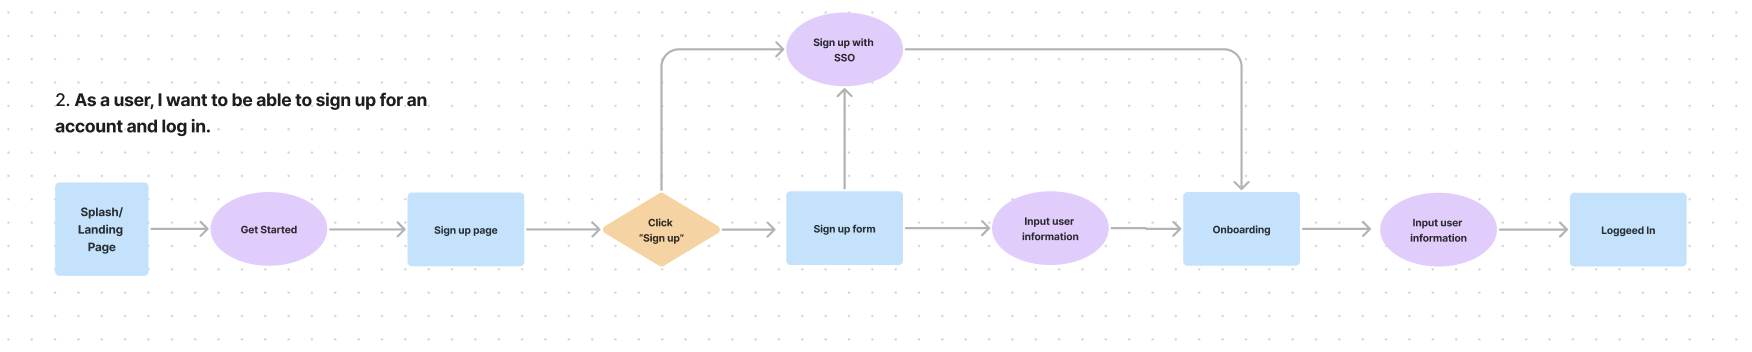 Sign up with
SSO
2. As a user, I want to be able to sign up for an
account and log in.
Splash/
Landing
Page
Get Started
Sign up page
Click
“Sign up”
Sign up form
Input user
information
Onboarding
Input user
information
Loggeed In